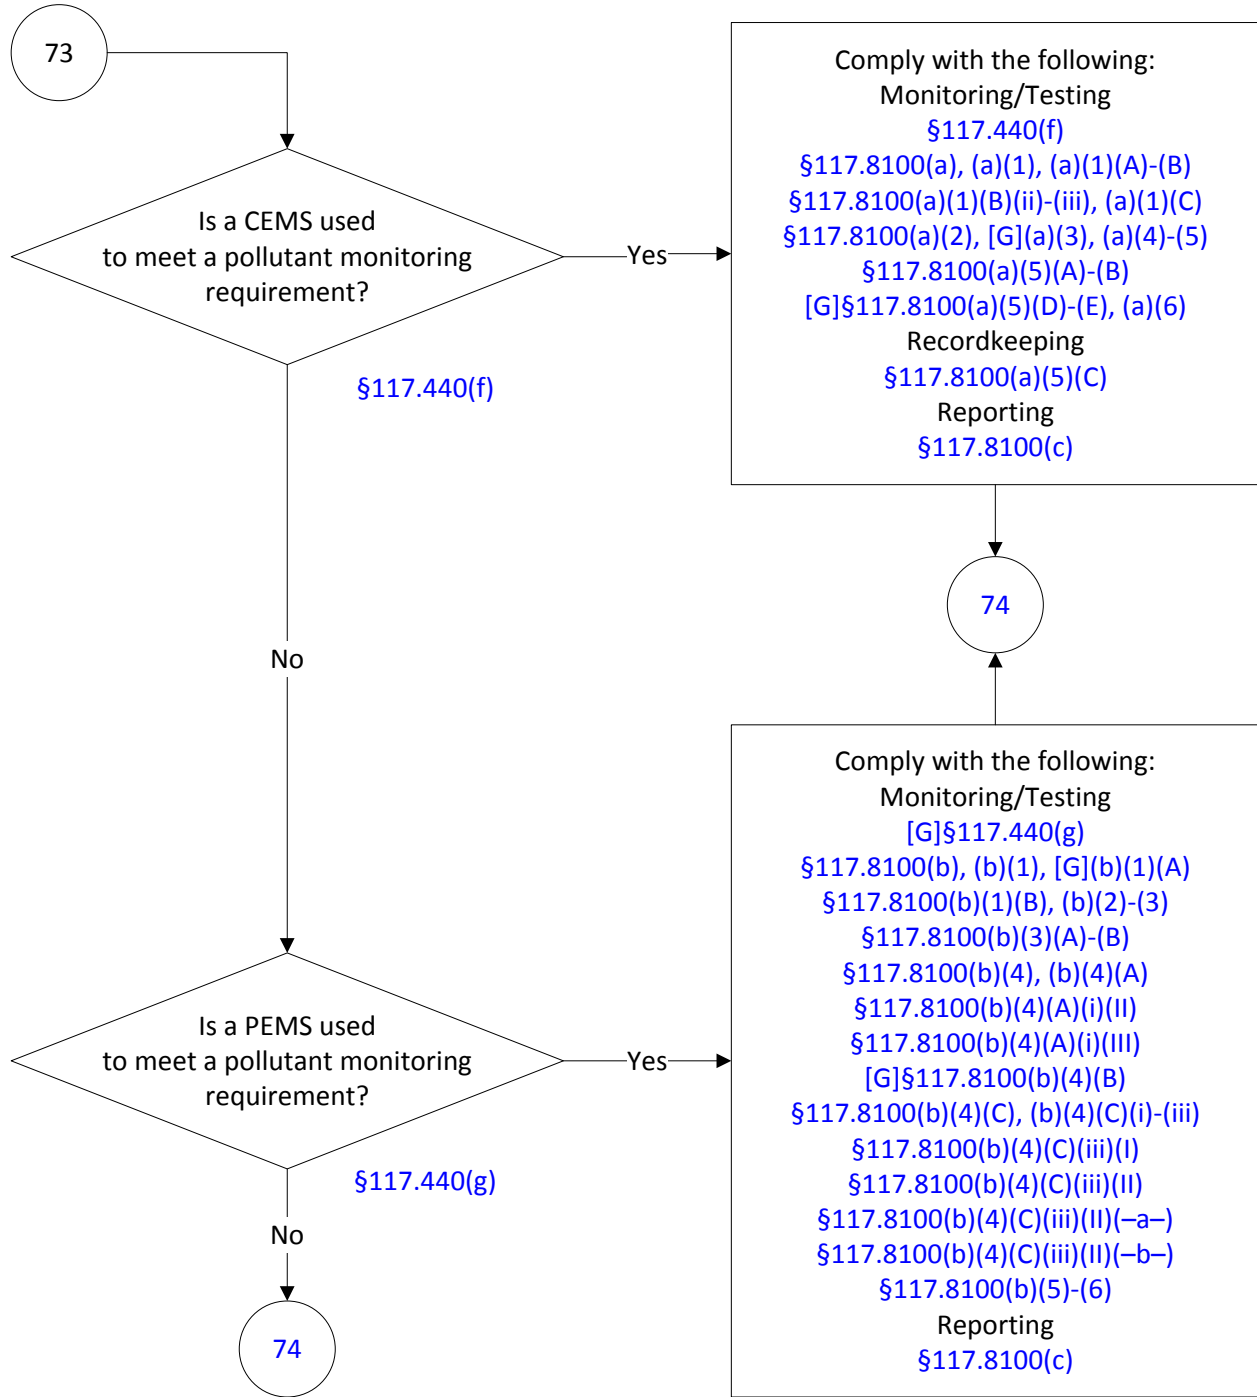 73
Is a CEMS used
to meet a pollutant monitoring
requirement?
§117.440(f)
Yes
Comply with the following:
Monitoring/Testing
§117.440(f)
§117.8100(a), (a)(1), (a)(1)(A)-(B)
§117.8100(a)(1)(B)(ii)-(iii), (a)(1)(C)
§117.8100(a)(2), [G](a)(3), (a)(4)-(5)
§117.8100(a)(5)(A)-(B)
[G]§117.8100(a)(5)(D)-(E), (a)(6)
Recordkeeping
§117.8100(a)(5)(C)
Reporting
§117.8100(c)
74
No
Is a PEMS used
to meet a pollutant monitoring
requirement?
§117.440(g)
Yes
Comply with the following:
Monitoring/Testing
[G]§117.440(g)
§117.8100(b), (b)(1), [G](b)(1)(A)
§117.8100(b)(1)(B), (b)(2)-(3)
§117.8100(b)(3)(A)-(B)
§117.8100(b)(4), (b)(4)(A)
§117.8100(b)(4)(A)(i)(II)
§117.8100(b)(4)(A)(i)(III)
[G]§117.8100(b)(4)(B)
§117.8100(b)(4)(C), (b)(4)(C)(i)-(iii)
§117.8100(b)(4)(C)(iii)(I)
§117.8100(b)(4)(C)(iii)(II)
§117.8100(b)(4)(C)(iii)(II)(–a–)
§117.8100(b)(4)(C)(iii)(II)(–b–)
§117.8100(b)(5)-(6)
Reporting
§117.8100(c)
No
74